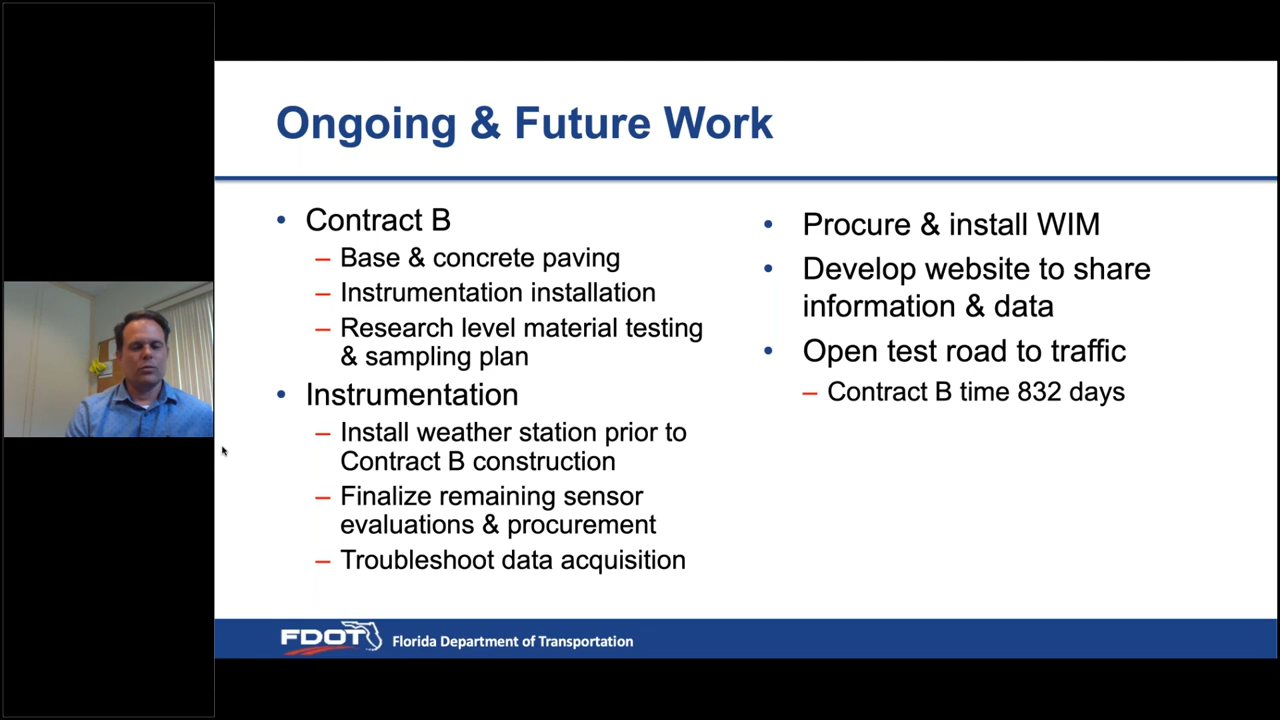 Ongoing & Future Work
• Contract B
– Base & concrete paving
– Instrumentation installation
– Research level material testing
& sampling plan
• Instrumentation
– Install weather station prior to
Contract B construction
– Finalize remaining sensor
evaluations & procurement
– Troubleshoot data acquisition
• Procure & install WIM
• Develop website to share
information & data
• Open test road to traffic
– Contract B time 832 days
FDOT Florida Department of Transportation